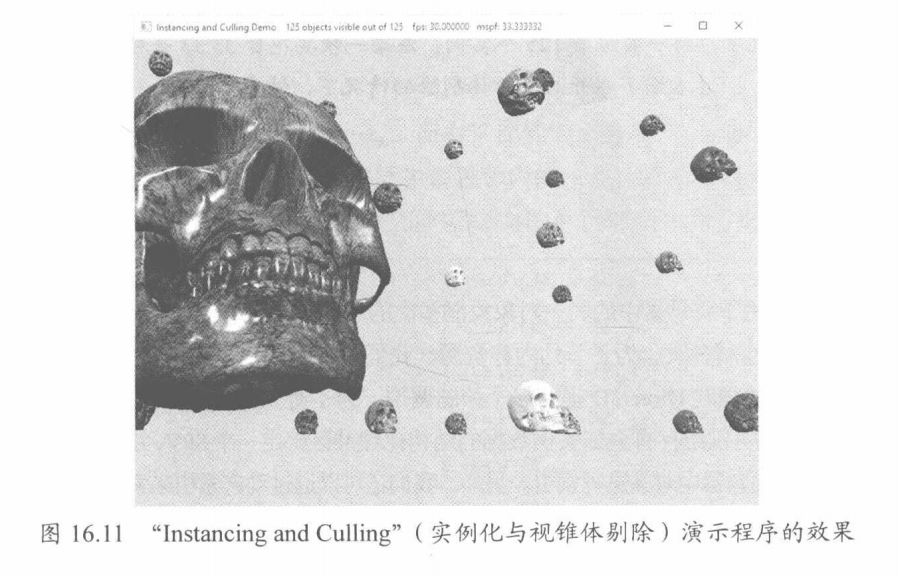 Instancing and Culling Demo 125 objects visible out of 125 fps: 30.000000 mspf: 33.333332
图 16.11 “Instancing and Culling”（实例化与视锥体剔除）演示程序的效果